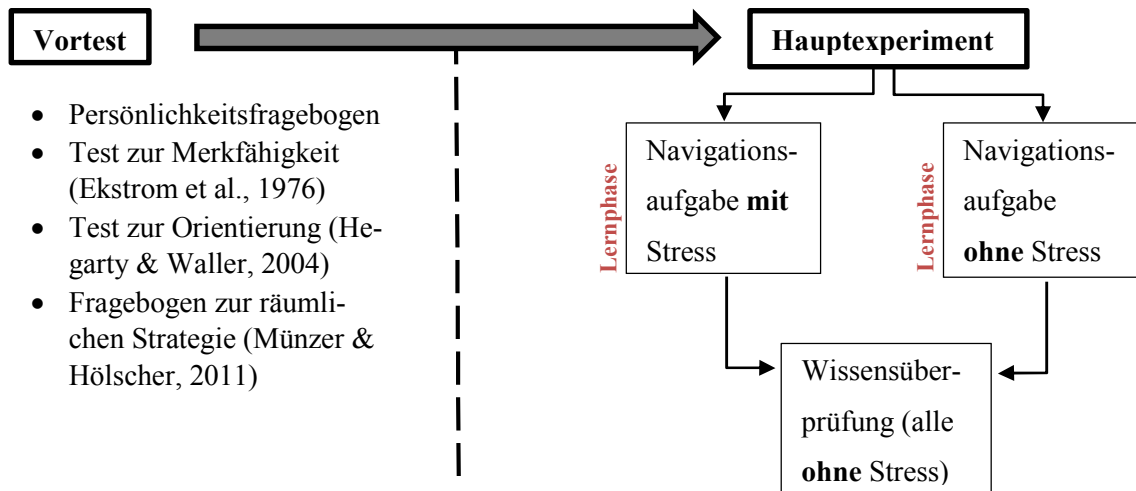 Vortest
Hauptexperiment
• Persönlichkeitsfragebogen
• Test zur Merkfähigkeit
(Ekstrom et al., 1976)
• Test zur Orientierung (He-
garty & Waller, 2004)
• Fragebogen zur räumli-
chen Strategie (Münzer &
Hölscher, 2011)
Lernphase
Navigations-
aufgabe mit
Stress
Lernphase
Navigations-
aufgabe
ohne Stress
Wissensüber-
prüfung (alle
ohne Stress)